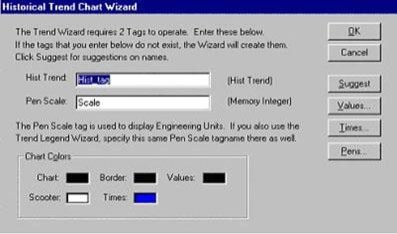 Historical Trend Chart Wizard
The Trend Wizard requires 2 Tags to operate. Enter these below.
If the tags that you enter below do not exist, the Wizard will create them.
Click Suggest for suggestions on names.
OK
Cancel
Hist Trend: Hist_tag (Hist Trend)
Suggest
Pen Scale: Scale (Memory Integer)
Values...
The Pen Scale tag is used to display Engineering Units. If you also use the
Trend Legend Wizard, specify this same Pen Scale tagname there as well.
Times...
Pens...
Chart Colors
Chart: Border: Values:
Scooter: Times: